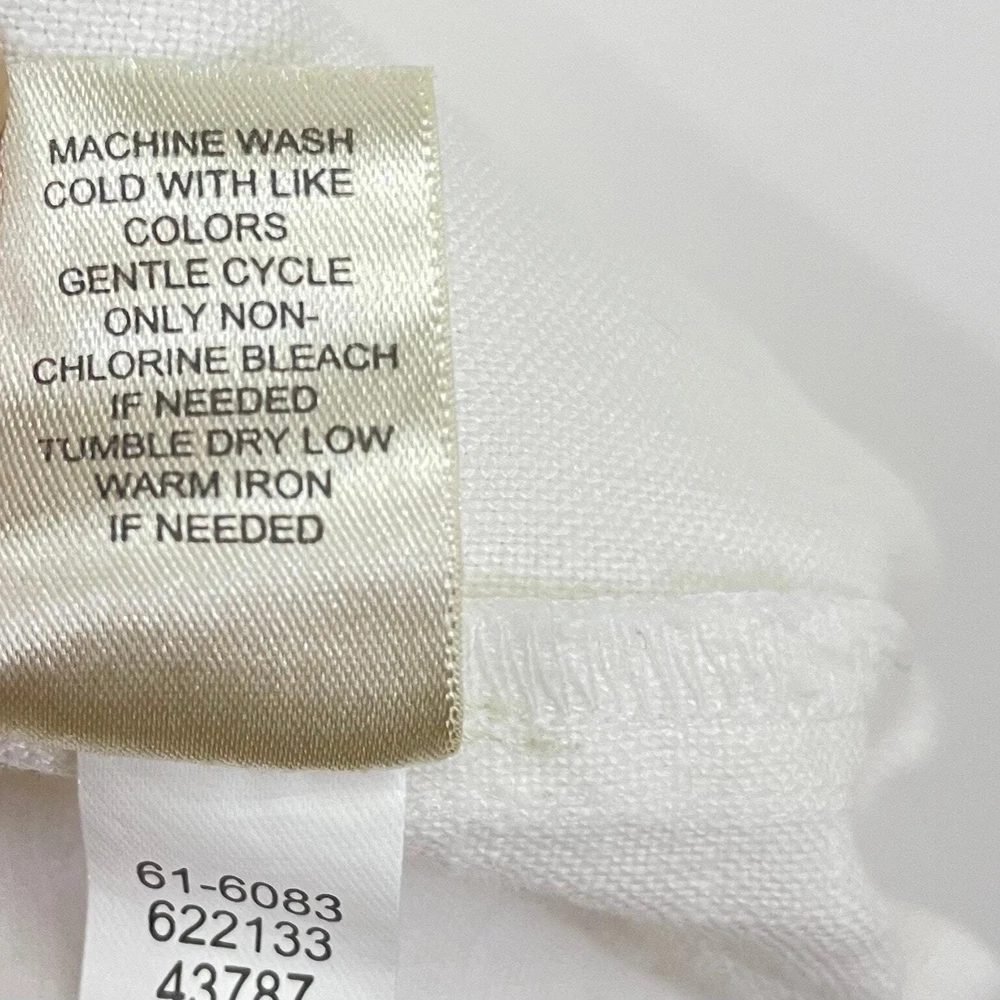 MACHINE WASH
COLD WITH LIKE
COLORS
GENTLE CYCLE
ONLY NON-
CHLORINE BLEACH
IF NEEDED
TUMBLE DRY LOW
WARM IRON
IF NEEDED
61-6083
622133
43787